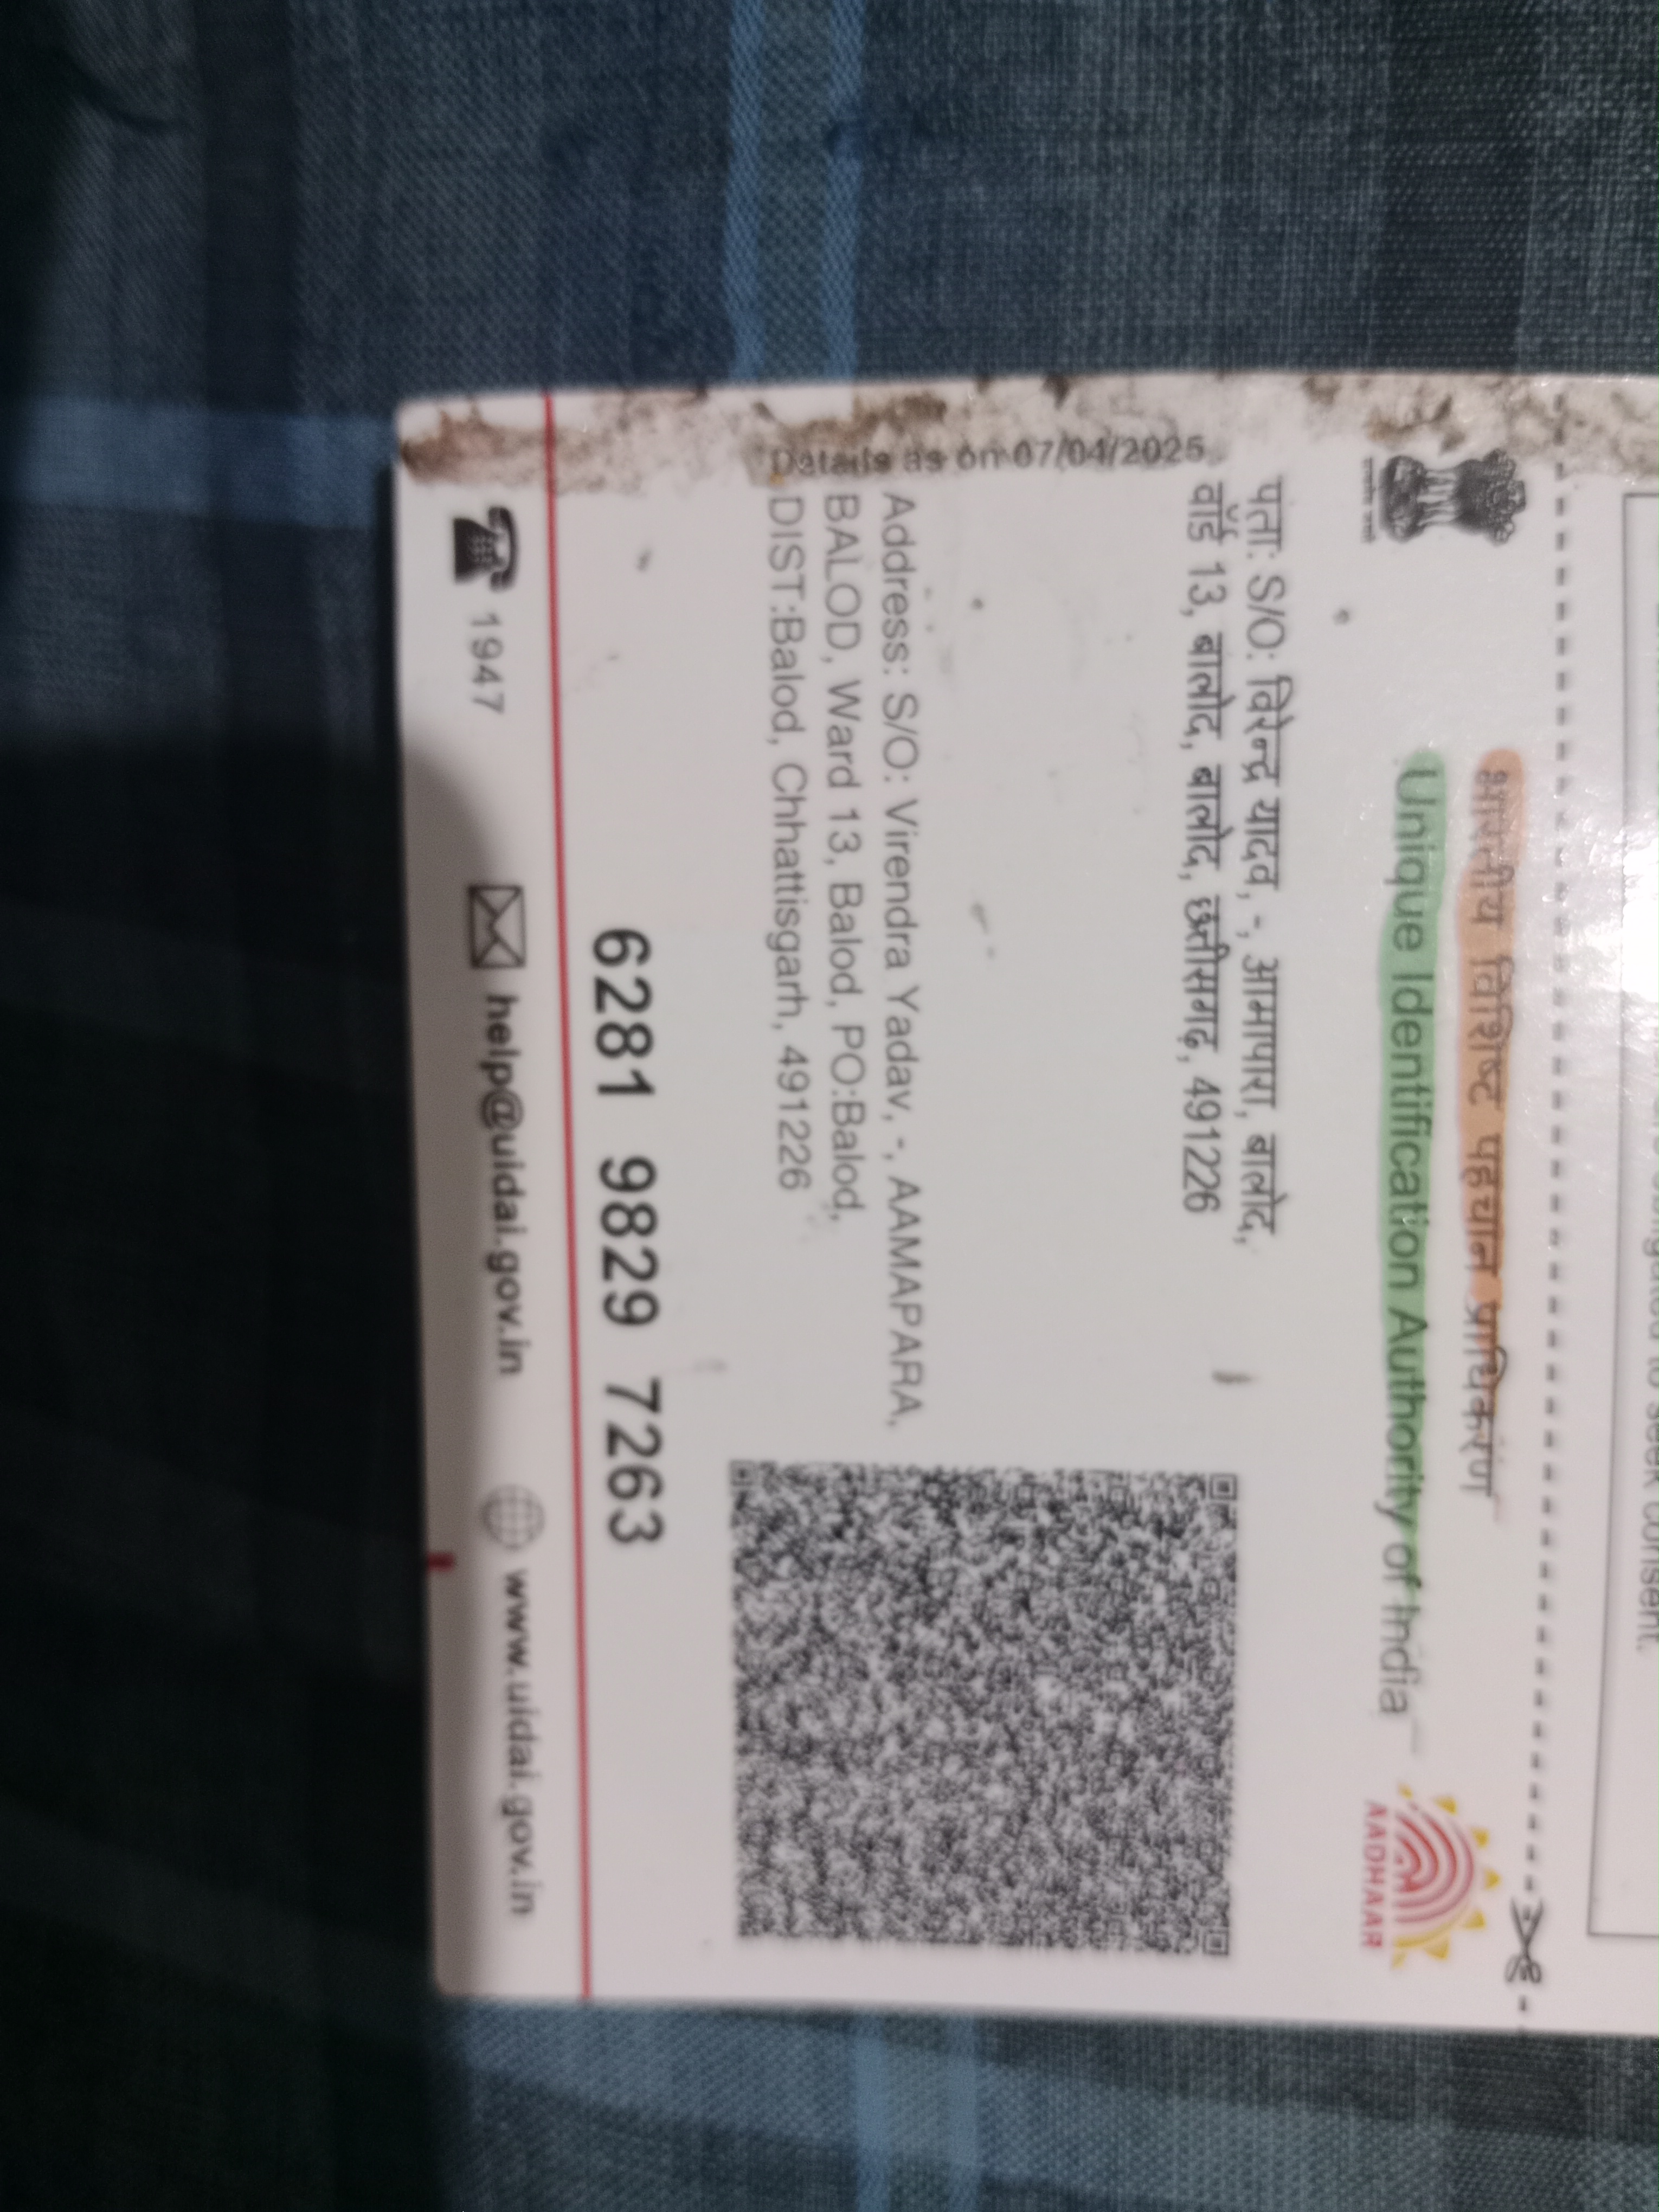 seek consent.
भारतीय विशिष्ट पहचान प्राधिकरण
Unique Identification Authority of India
AADHAAR
पता: S/O: विरेन्द्र यादव, -, आमापारा, बालोद,
वॉर्ड 13, बालोद, बालोद, छत्तीसगढ़, 491226
Address: S/O: Virendra Yadav, -, AAMAPARA,
BALOD, Ward 13, Balod, PO:Balod,
DIST:Balod, Chhattisgarh, 491226
Details as on 07/04/2025
6281 9829 7263
1947
help@uidai.gov.in
www.uidai.gov.in